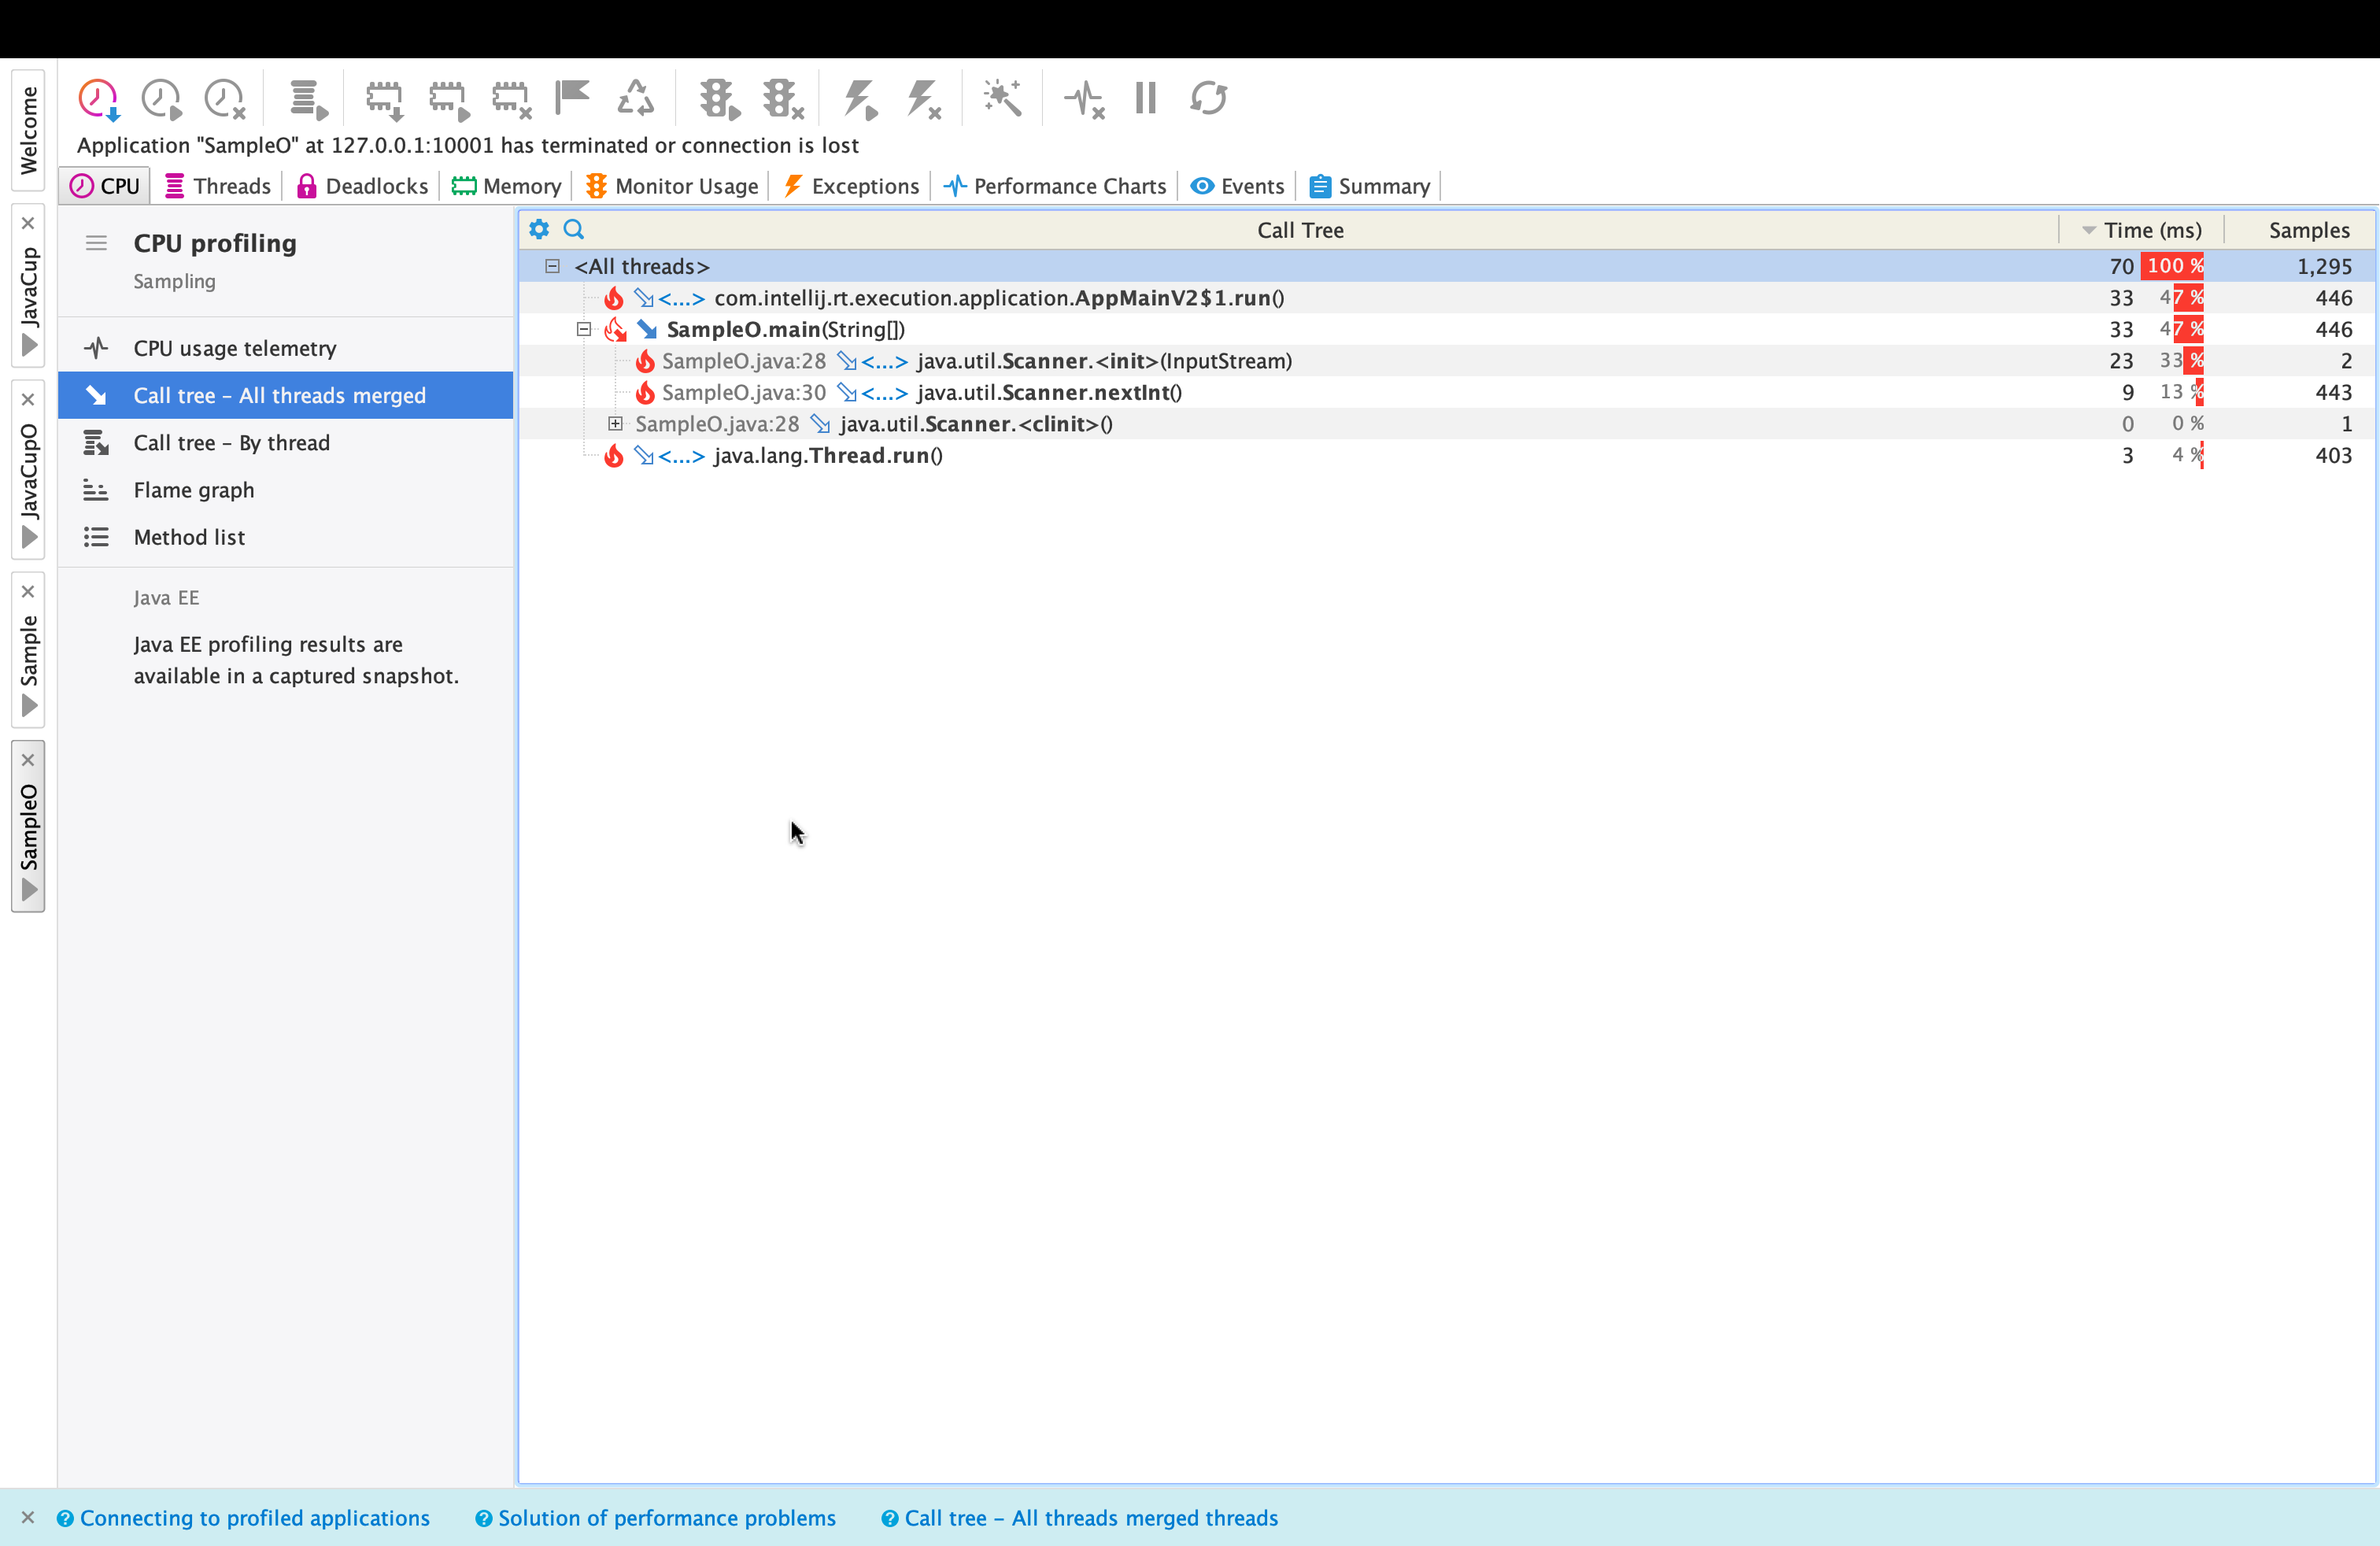 Welcome
JavaCup
JavaCupO
Sample
SampleO
Application "SampleO" at 127.0.0.1:10001 has terminated or connection is lost
CPU Threads Deadlocks Memory Monitor Usage Exceptions Performance Charts Events Summary
CPU profiling
Sampling
CPU usage telemetry
Call tree – All threads merged
Call tree – By thread
Flame graph
Method list
Java EE
Java EE profiling results are
available in a captured snapshot.
Call Tree Time (ms) Samples
<All threads> 70 100 % 1,295
<...> com.intellij.rt.execution.application.AppMainV2$1.run() 33 47 % 446
SampleO.main(String[]) 33 47 % 446
SampleO.java:28 <...> java.util.Scanner.<init>(InputStream) 23 33 % 2
SampleO.java:30 <...> java.util.Scanner.nextInt() 9 13 % 443
SampleO.java:28 java.util.Scanner.<clinit>() 0 0 % 1
<...> java.lang.Thread.run() 3 4 % 403
Connecting to profiled applications Solution of performance problems Call tree – All threads merged threads